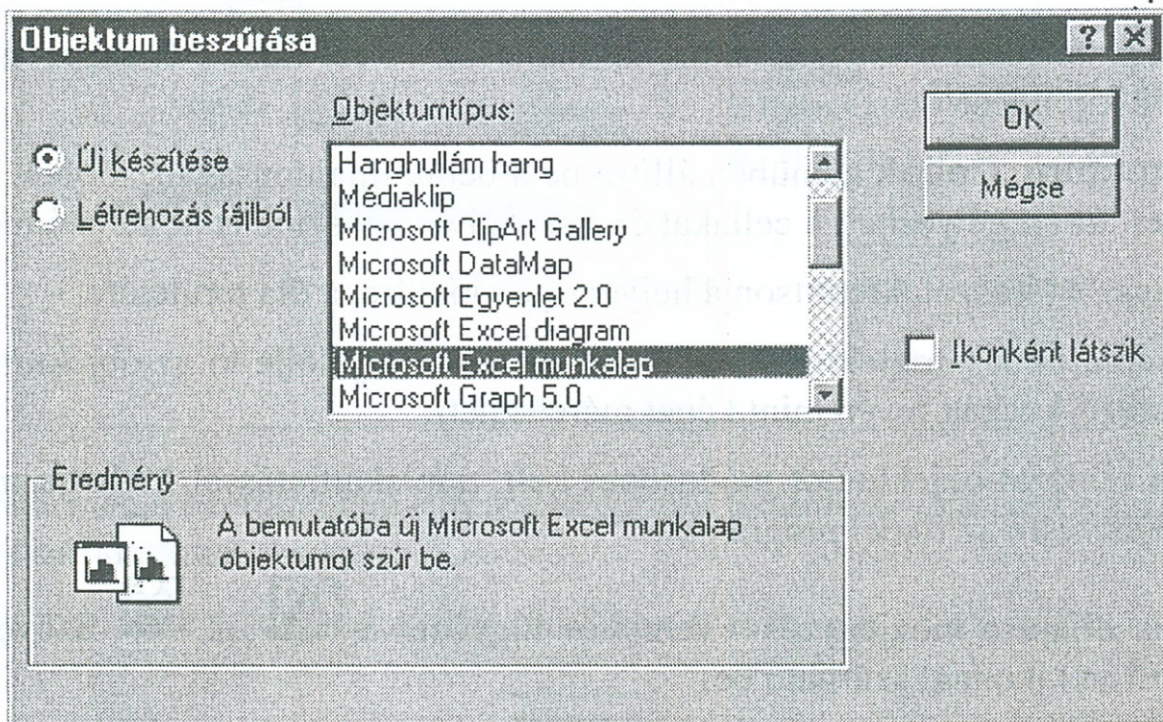 Objektum beszúrása
Objektumtípus:
Új készítése
Létrehozás fájlból
Hanghullám hang
Médiaklip
Microsoft ClipArt Gallery
Microsoft DataMap
Microsoft Egyenlet 2.0
Microsoft Excel diagram
Microsoft Excel munkalap
Microsoft Graph 5.0
OK
Mégse
Ikonként látszik
Eredmény
A bemutatóba új Microsoft Excel munkalap
objektumot szúr be.